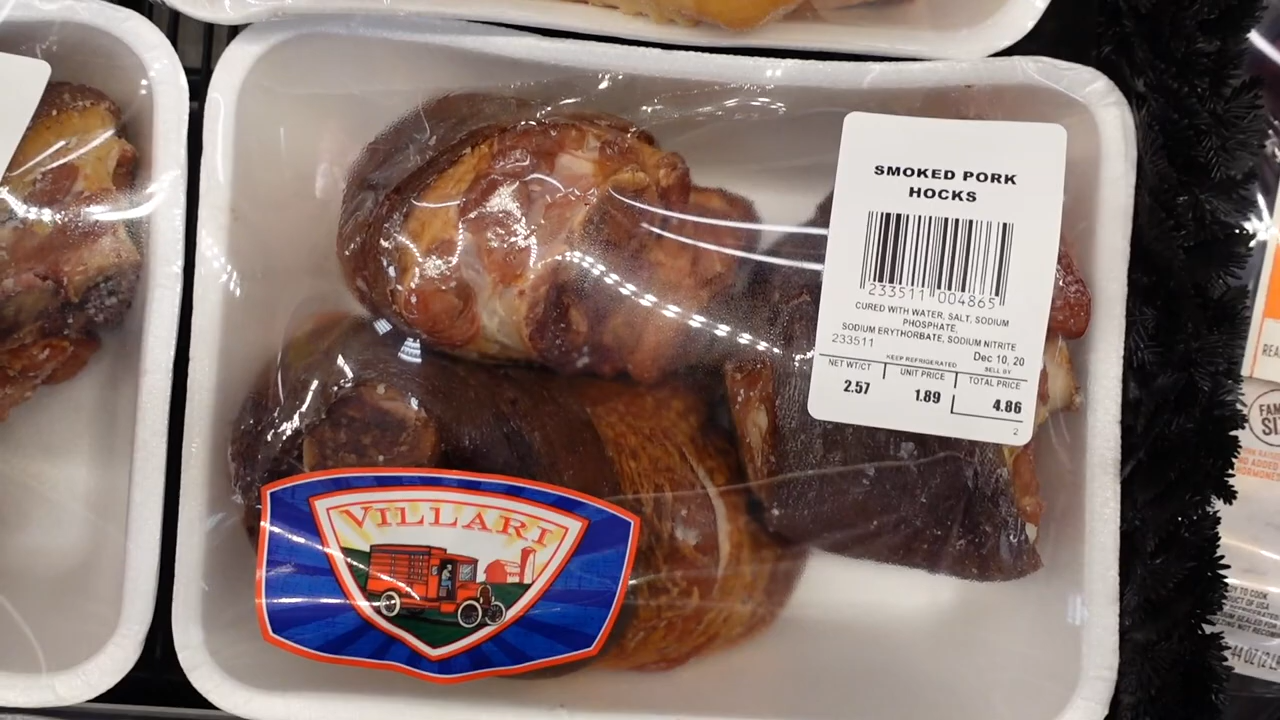 SMOKED PORK
HOCKS
233511 004865
CURED WITH WATER, SALT, SODIUM
PHOSPHATE,
SODIUM ERYTHORBATE, SODIUM NITRITE
233511
KEEP REFRIGERATED
Dec 10, 20
SELL BY
NET WT/CT
UNIT PRICE
TOTAL PRICE
2.57
1.89
4.86
2
VILLARI